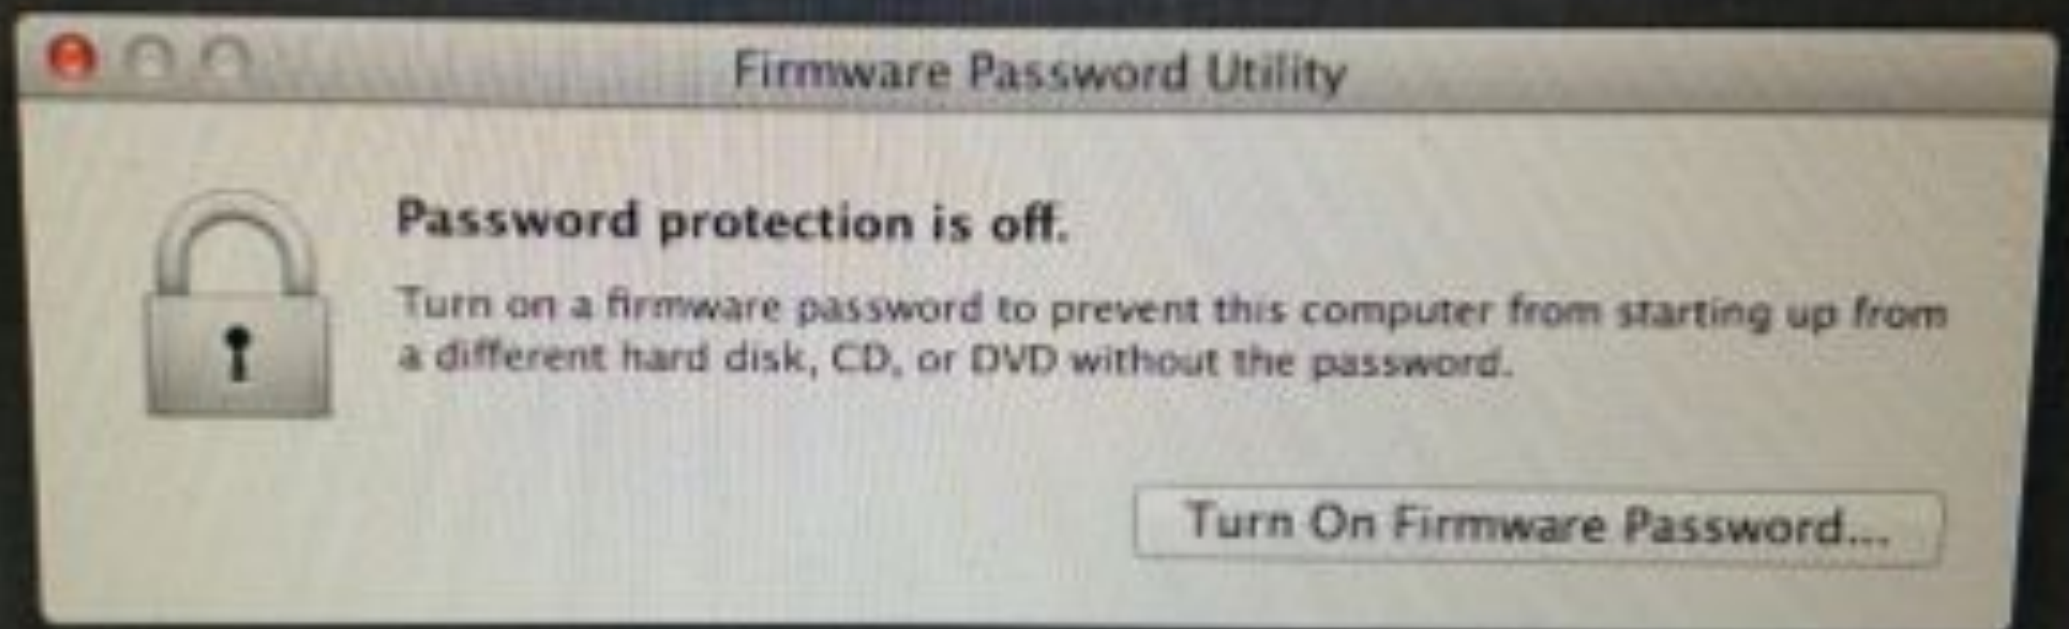 Firmware Password Utility
Password protection is off.
Turn on a firmware password to prevent this computer from starting up from
a different hard disk, CD, or DVD without the password.
Turn On Firmware Password...